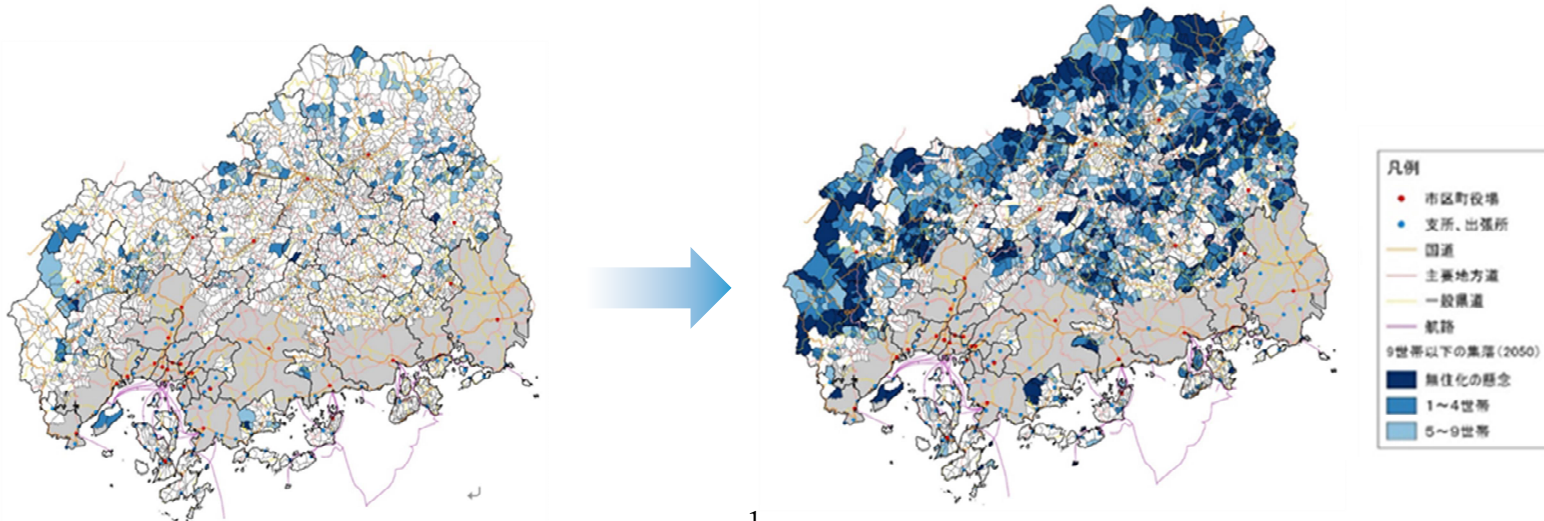 凡例
市区町役場
支所、出張所
国道
主要地方道
一般県道
航路
9世帯以下の集落(2050)
無住化の懸念
1～4世帯
5～9世帯
1